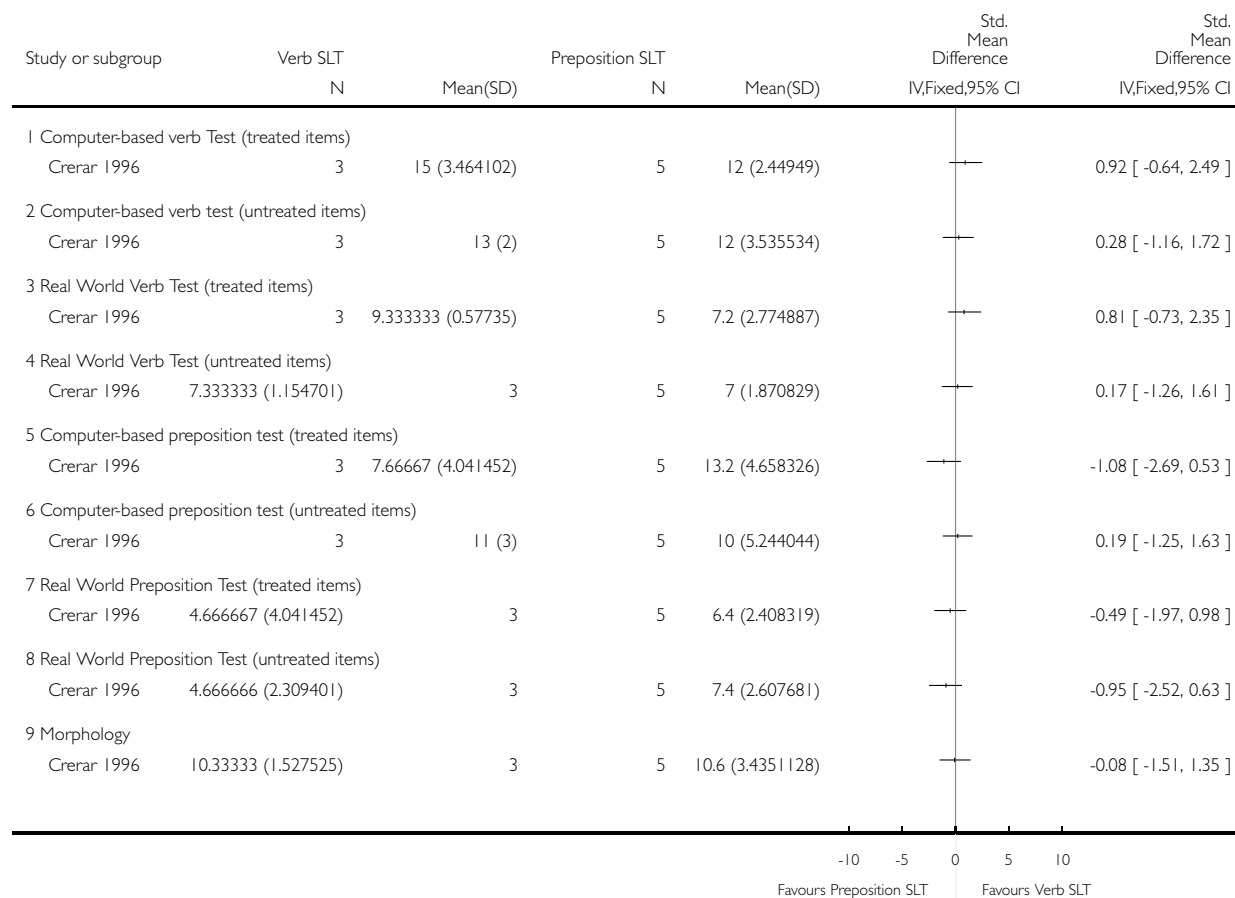 Std. Mean Difference Std. Mean Difference
Study or subgroup Verb SLT Preposition SLT
N Mean(SD) N Mean(SD) IV,Fixed,95% CI IV,Fixed,95% CI
1 Computer-based verb Test (treated items)
Crerar 1996 3 15 (3.464102) 5 12 (2.44949) 0.92 [ -0.64, 2.49 ]
2 Computer-based verb test (untreated items)
Crerar 1996 3 13 (2) 5 12 (3.535534) 0.28 [ -1.16, 1.72 ]
3 Real World Verb Test (treated items)
Crerar 1996 3 9.333333 (0.57735) 5 7.2 (2.774887) 0.81 [ -0.73, 2.35 ]
4 Real World Verb Test (untreated items)
Crerar 1996 7.333333 (1.154701) 3 5 7 (1.870829) 0.17 [ -1.26, 1.61 ]
5 Computer-based preposition test (treated items)
Crerar 1996 3 7.66667 (4.041452) 5 13.2 (4.658326) -1.08 [ -2.69, 0.53 ]
6 Computer-based preposition test (untreated items)
Crerar 1996 3 11 (3) 5 10 (5.244044) 0.19 [ -1.25, 1.63 ]
7 Real World Preposition Test (treated items)
Crerar 1996 4.666667 (4.041452) 3 5 6.4 (2.408319) -0.49 [ -1.97, 0.98 ]
8 Real World Preposition Test (untreated items)
Crerar 1996 4.666666 (2.309401) 3 5 7.4 (2.607681) -0.95 [ -2.52, 0.63 ]
9 Morphology
Crerar 1996 10.33333 (1.527525) 3 5 10.6 (3.4351128) -0.08 [ -1.51, 1.35 ]
-10 -5 0 5 10
Favours Preposition SLT Favours Verb SLT